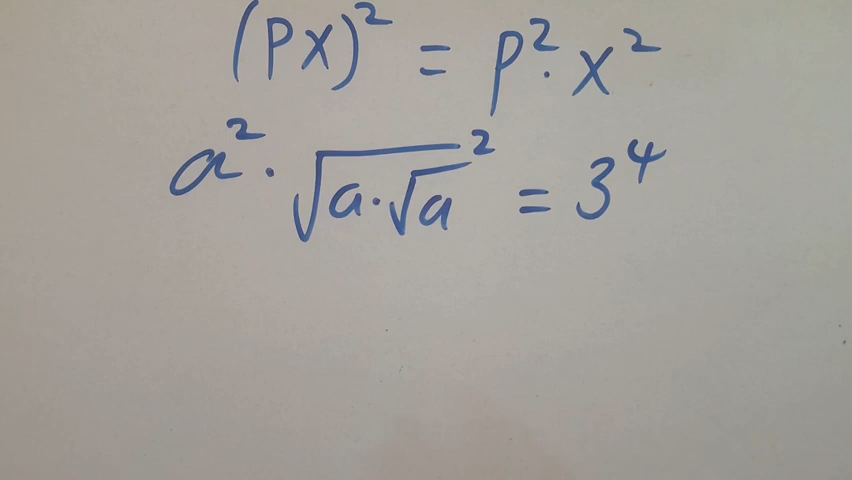 (px)² = p²·x²
a²·√(a·√a)² = 3⁴